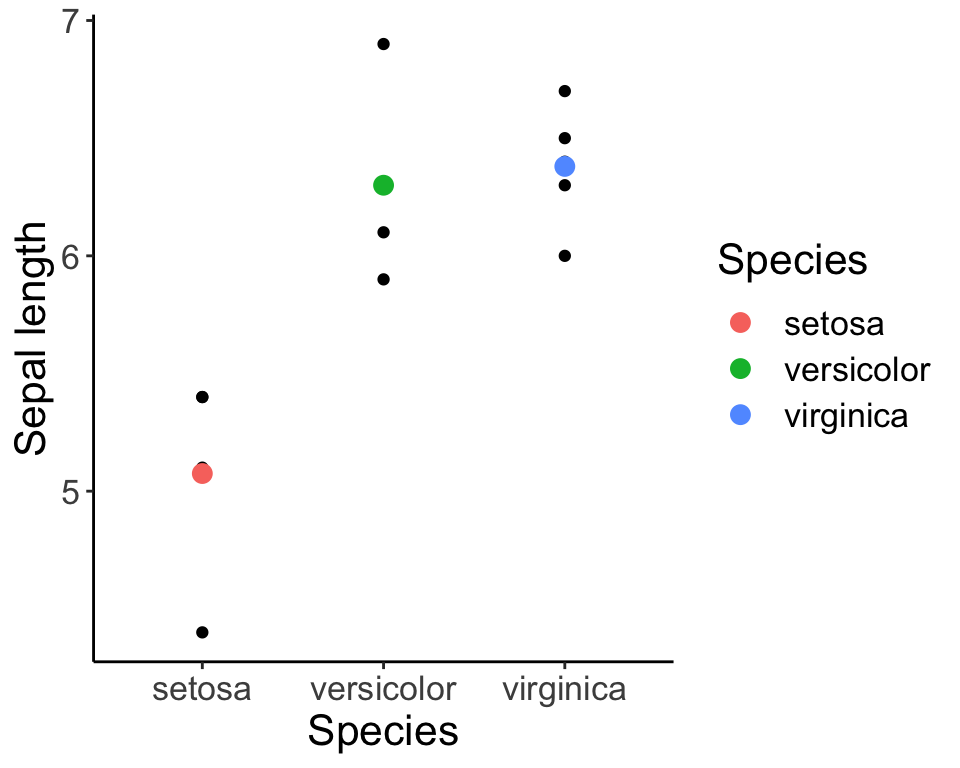 7
6
5
Sepal length
setosa
versicolor
virginica
Species
Species
setosa
versicolor
virginica